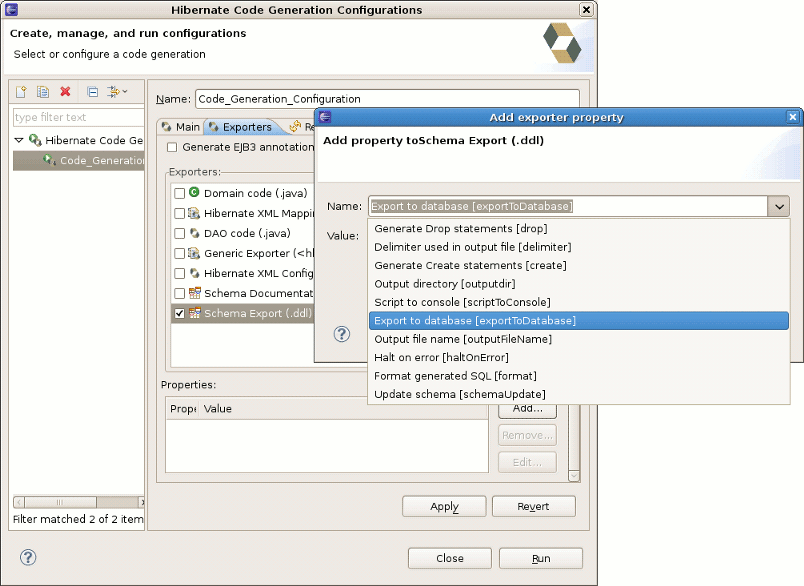 Hibernate Code Generation Configurations
Create, manage, and run configurations
Select or configure a code generation
type filter text
Hibernate Code Ge
Code_Generation
Filter matched 2 of 2 item
Name: Code_Generation_Configuration
Main Exporters Re
Generate EJB3 annotation
Exporters:
Domain code (.java)
Hibernate XML Mappi
DAO code (.java)
Generic Exporter (<h
Hibernate XML Config
Schema Documentat
Schema Export (.ddl)
Properties:
Prope Value
Add...
Remove...
Edit...
Apply Revert
Close Run
Add exporter property
Add property toSchema Export (.ddl)
Name: Export to database [exportToDatabase]
Value:
Generate Drop statements [drop]
Delimiter used in output file [delimiter]
Generate Create statements [create]
Output directory [outputdir]
Script to console [scriptToConsole]
Export to database [exportToDatabase]
Output file name [outputFileName]
Halt on error [haltOnError]
Format generated SQL [format]
Update schema [schemaUpdate]